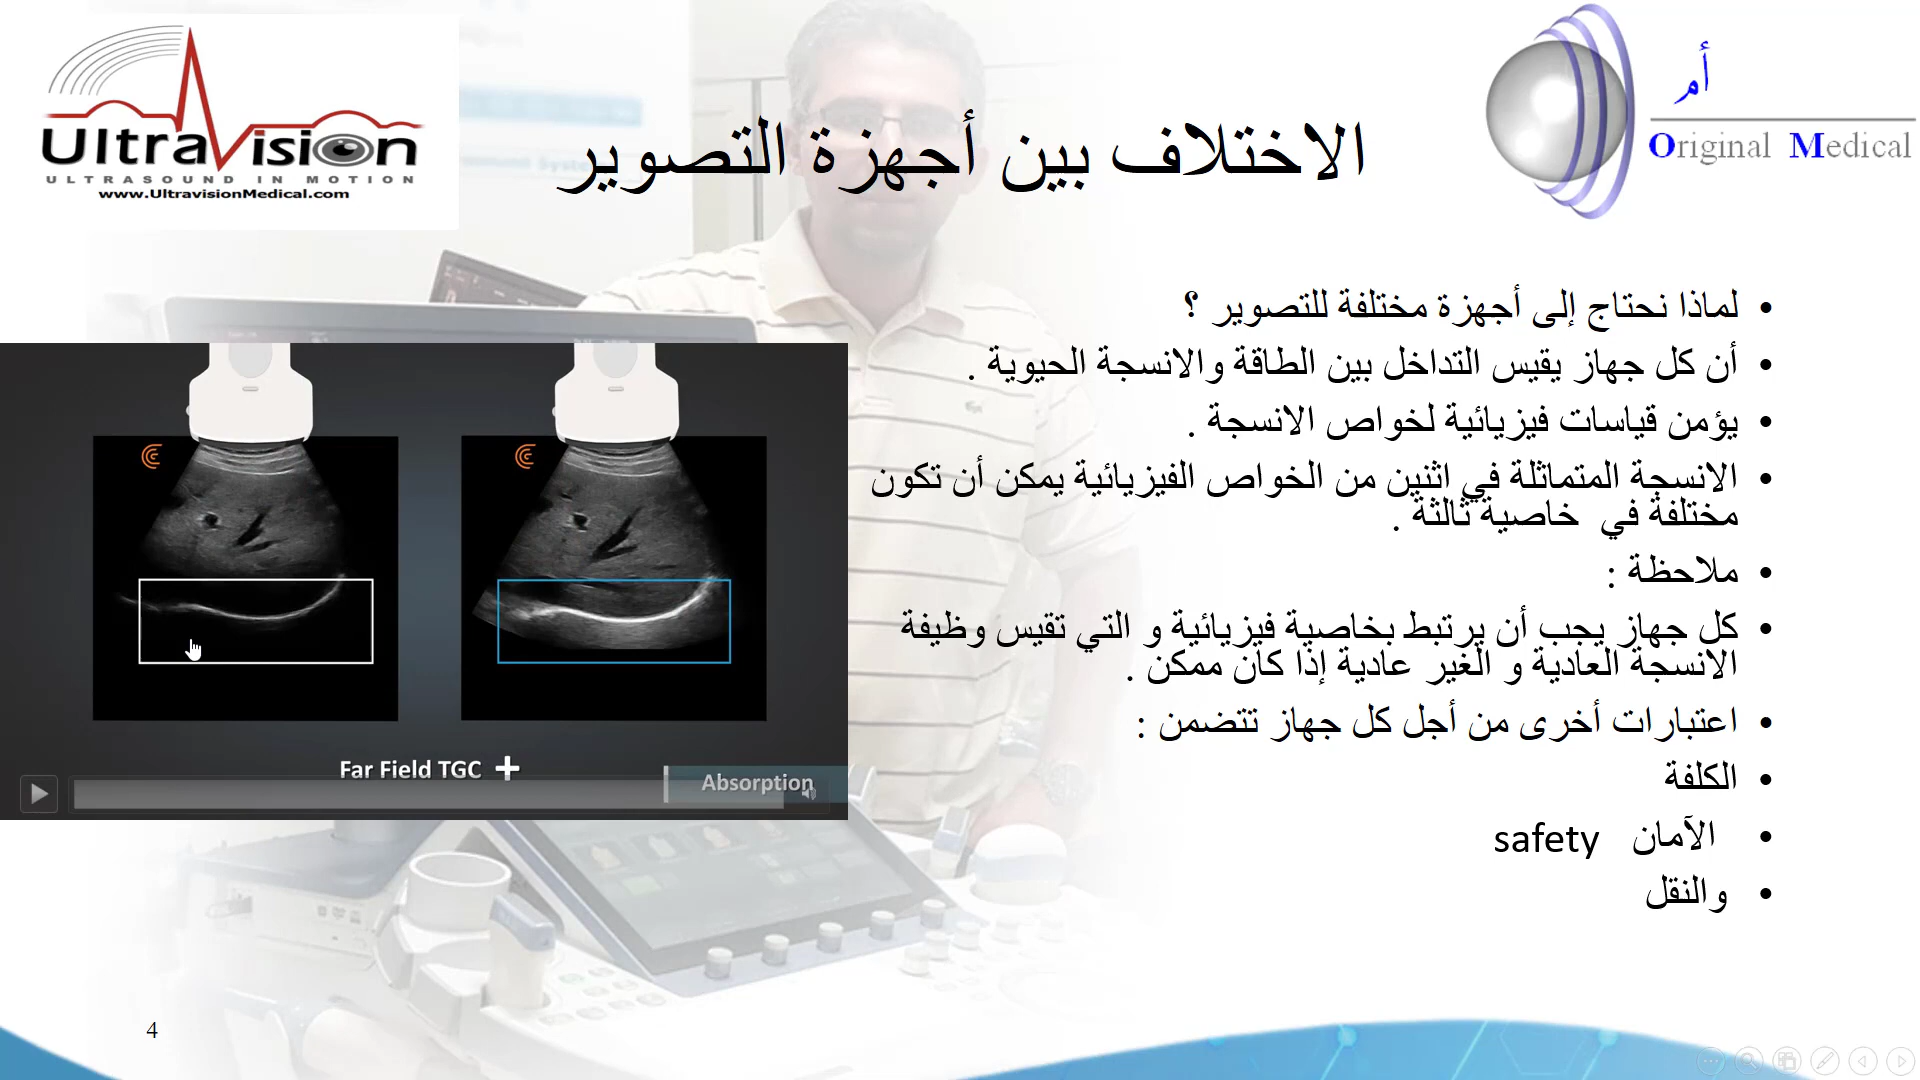 UltraVision
ULTRASOUND IN MOTION
www.UltravisionMedical.com
أم
Original Medical
الاختلاف بين أجهزة التصوير
• لماذا نحتاج إلى أجهزة مختلفة للتصوير ؟
• أن كل جهاز يقيس التداخل بين الطاقة والانسجة الحيوية .
• يؤمن قياسات فيزيائية لخواص الانسجة .
• الانسجة المتماثلة في اثنين من الخواص الفيزيائية يمكن أن تكون
مختلفة في خاصية ثالثة .
• ملاحظة :
• كل جهاز يجب أن يرتبط بخاصية فيزيائية و التي تقيس وظيفة
الانسجة العادية و الغير عادية إذا كان ممكن .
• اعتبارات أخرى من أجل كل جهاز تتضمن :
• الكلفة
• الآمان safety
• والنقل
Far Field TGC +
Absorption
4